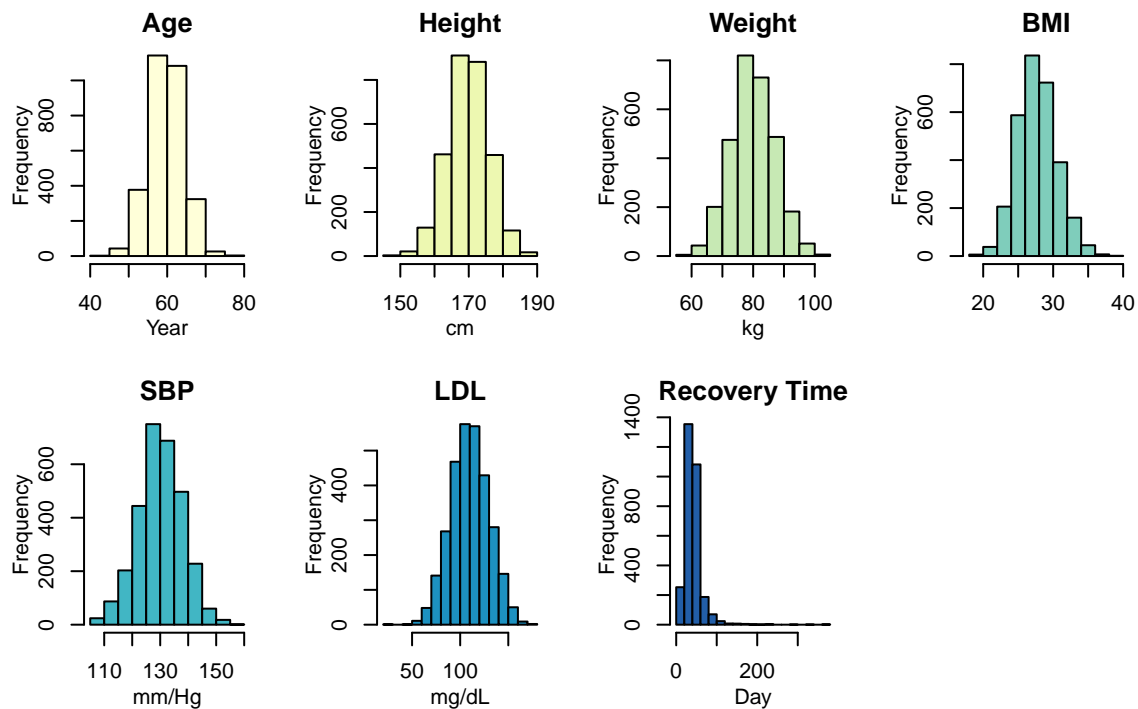 Age
Frequency
0
400
800
40
60
80
Year
Height
Frequency
0
200
600
150
170
190
cm
Weight
Frequency
0
200
600
60
80
100
kg
BMI
Frequency
0
200
600
20
30
40
SBP
Frequency
0
200
400
600
110
130
150
mm/Hg
LDL
Frequency
0
200
400
50
100
mg/dL
Recovery Time
Frequency
0
400
800
1400
0
200
Day